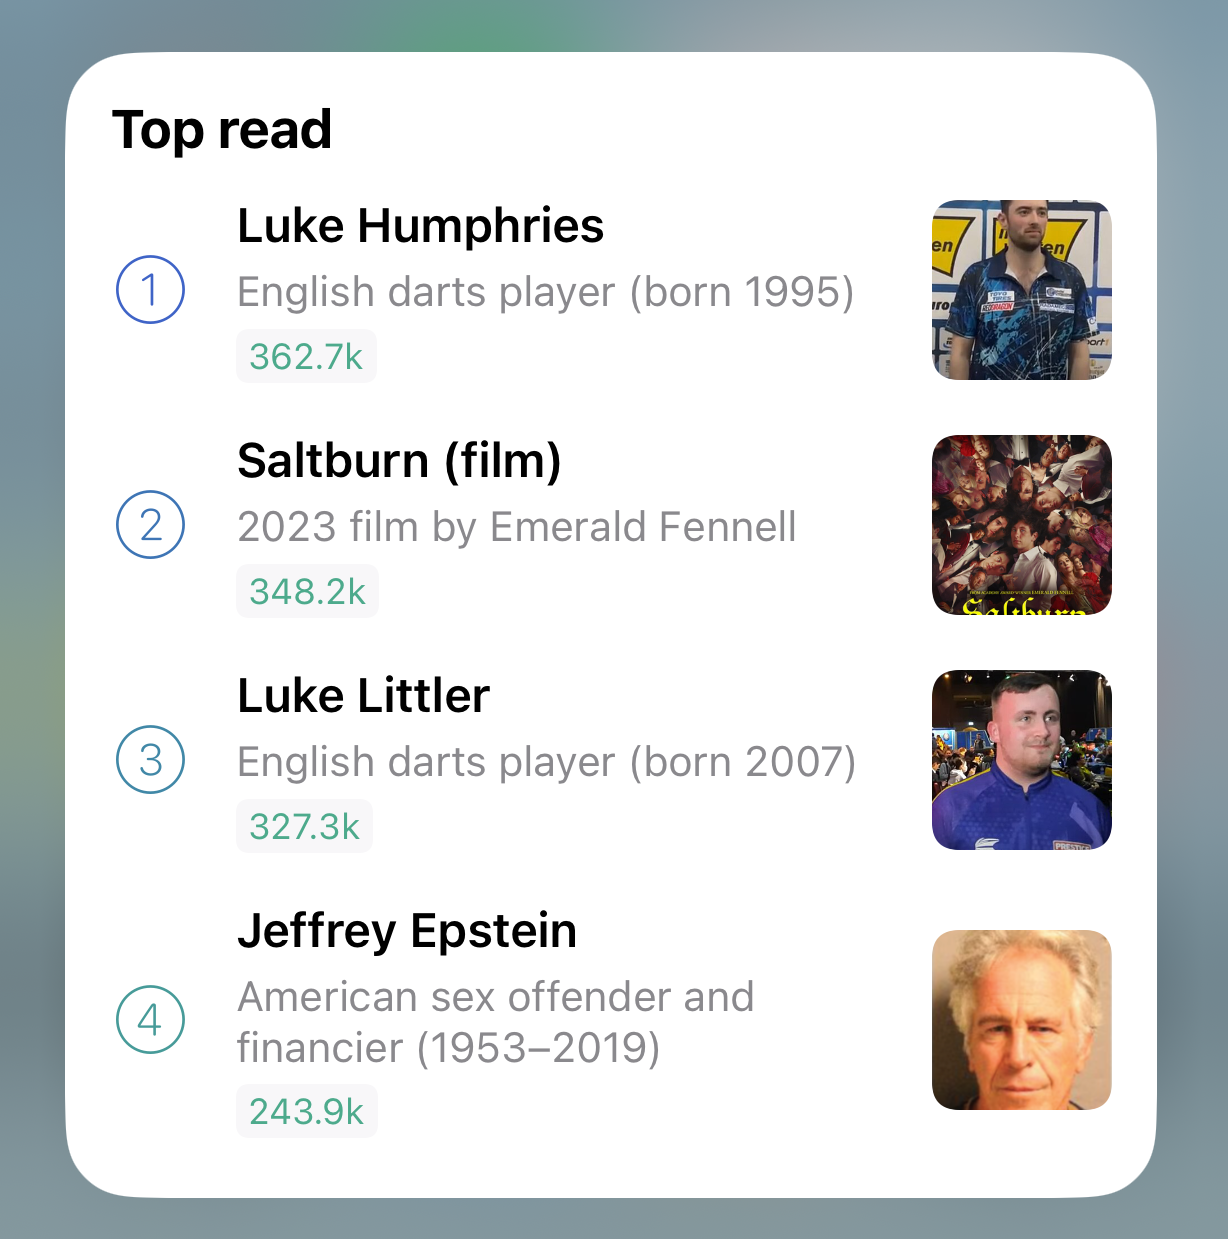 Top read
1
Luke Humphries
English darts player (born 1995)
362.7k
2
Saltburn (film)
2023 film by Emerald Fennell
348.2k
Saltburn
3
Luke Littler
English darts player (born 2007)
327.3k
PRESTIGE
4
Jeffrey Epstein
American sex offender and
financier (1953–2019)
243.9k